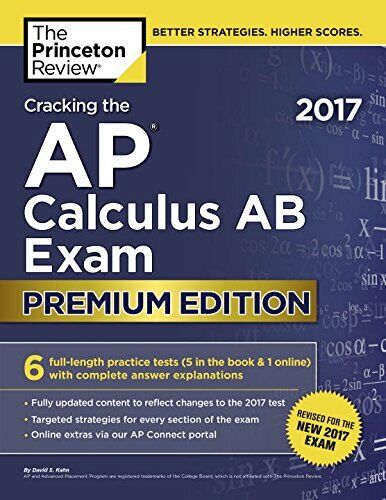 The
Princeton
Review®
BETTER STRATEGIES. HIGHER SCORES.
Cracking the
2017
AP®
Calculus AB
Exam
PREMIUM EDITION
6 full-length practice tests (5 in the book & 1 online)
with complete answer explanations
• Fully updated content to reflect changes to the 2017 test
• Targeted strategies for every section of the exam
• Online extras via our AP Connect portal
REVISED FOR THE
NEW 2017
EXAM
By David S. Kahn
AP and Advanced Placement Program are registered trademarks of the College Board, which is not affiliated with The Princeton Review.